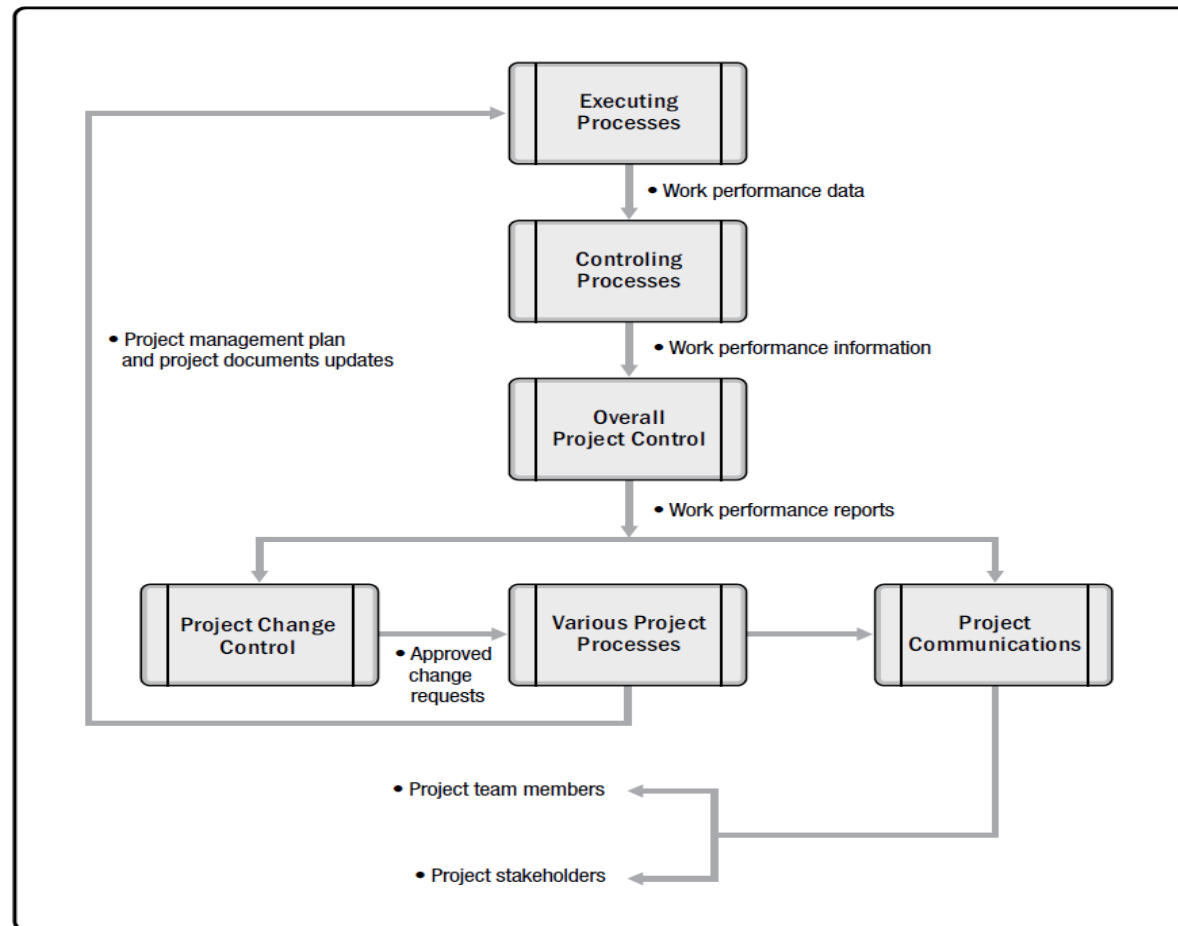 Executing
Processes
• Work performance data
Controling
Processes
• Project management plan
and project documents updates
• Work performance information
Overall
Project Control
• Work performance reports
Project Change
Control
• Approved
change
requests
Various Project
Processes
Project
Communications
• Project team members
• Project stakeholders